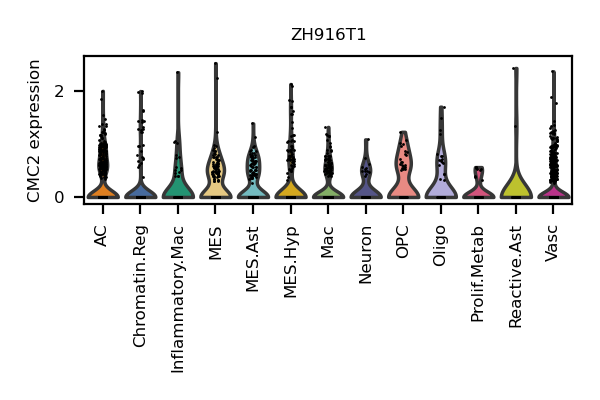 ZH916T1
CMC2 expression
2
0
AC
Chromatin.Reg
Inflammatory.Mac
MES
MES.Ast
MES.Hyp
Mac
Neuron
OPC
Oligo
Prolif.Metab
Reactive.Ast
Vasc